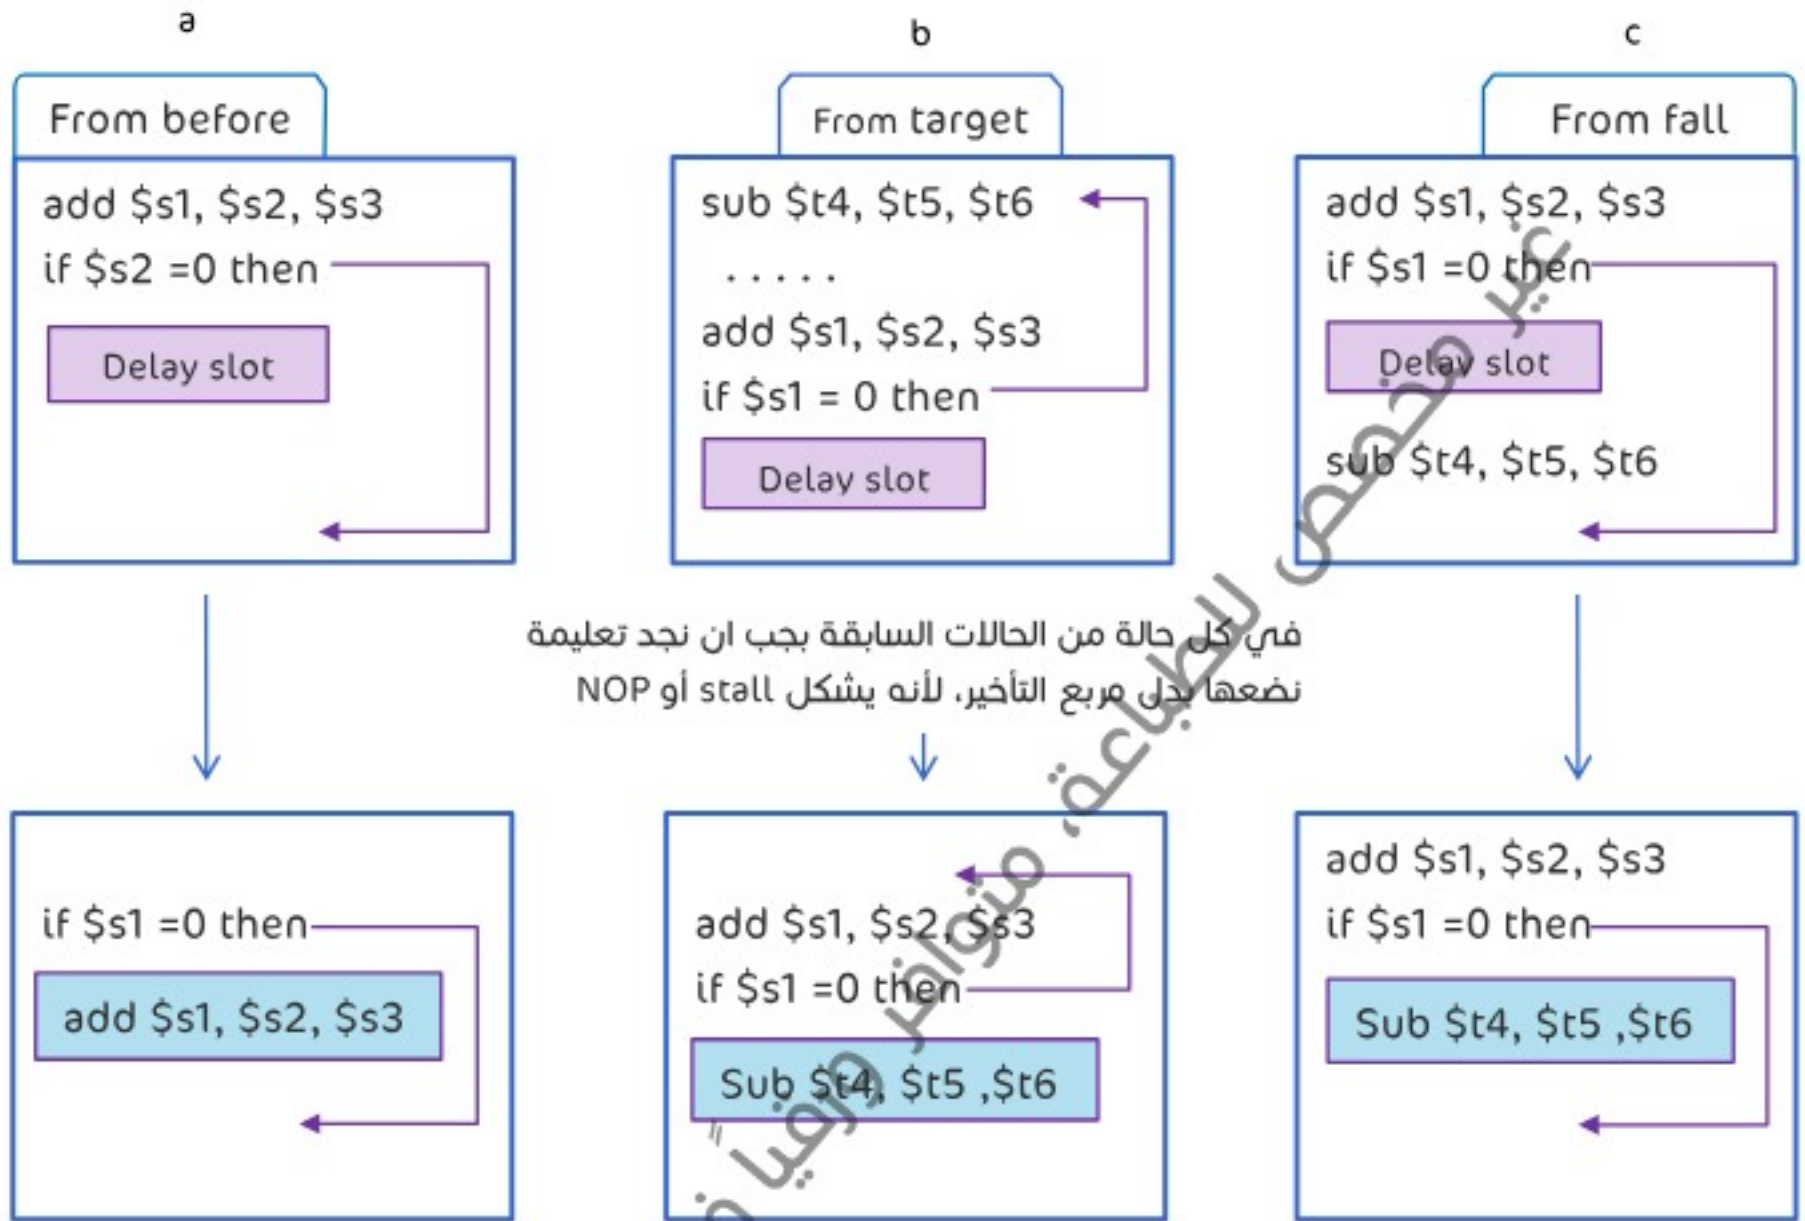 a
From before
add $s1, $s2, $s3
if $s2 =0 then
Delay slot
b
From target
sub $t4, $t5, $t6
. . . . .
add $s1, $s2, $s3
if $s1 = 0 then
Delay slot
c
From fall
add $s1, $s2, $s3
if $s1 =0 then
Delay slot
sub $t4, $t5, $t6
في كل حالة من الحالات السابقة يجب ان نجد تعليمة
نضعها بدل مربع التأخير، لأنه يشكل stall أو NOP
if $s1 =0 then
add $s1, $s2, $s3
add $s1, $s2, $s3
if $s1 =0 then
Sub $t4, $t5 ,$t6
add $s1, $s2, $s3
if $s1 =0 then
Sub $t4, $t5 ,$t6
غير مخصص للطباعة، متوافر ورقياً